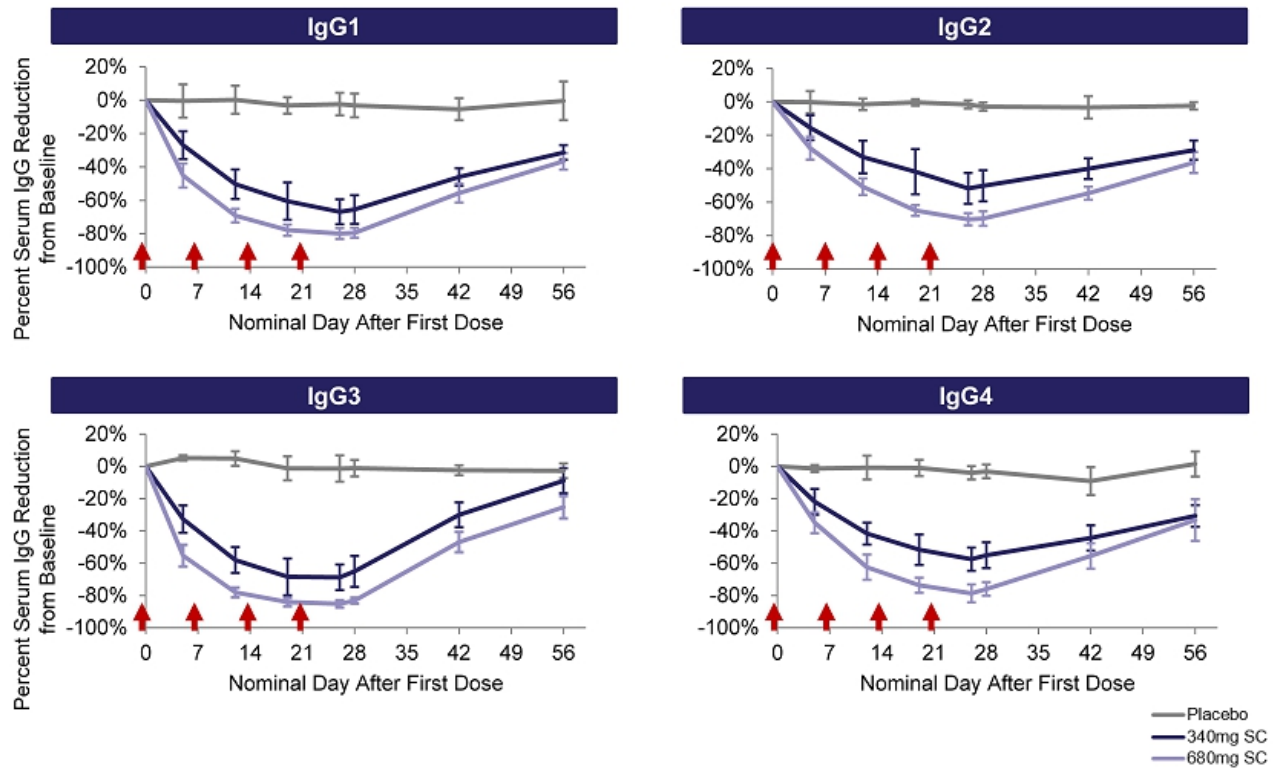 IgG1
Percent Serum IgG Reduction
from Baseline
20%
0%
-20%
-40%
-60%
-80%
-100%
0 7 14 21 28 35 42 49 56
Nominal Day After First Dose
IgG2
20%
0%
-20%
-40%
-60%
-80%
-100%
0 7 14 21 28 35 42 49 56
Nominal Day After First Dose
IgG3
Percent Serum IgG Reduction
from Baseline
20%
0%
-20%
-40%
-60%
-80%
-100%
0 7 14 21 28 35 42 49 56
Nominal Day After First Dose
IgG4
20%
0%
-20%
-40%
-60%
-80%
-100%
0 7 14 21 28 35 42 49 56
Nominal Day After First Dose
Placebo
340mg SC
680mg SC